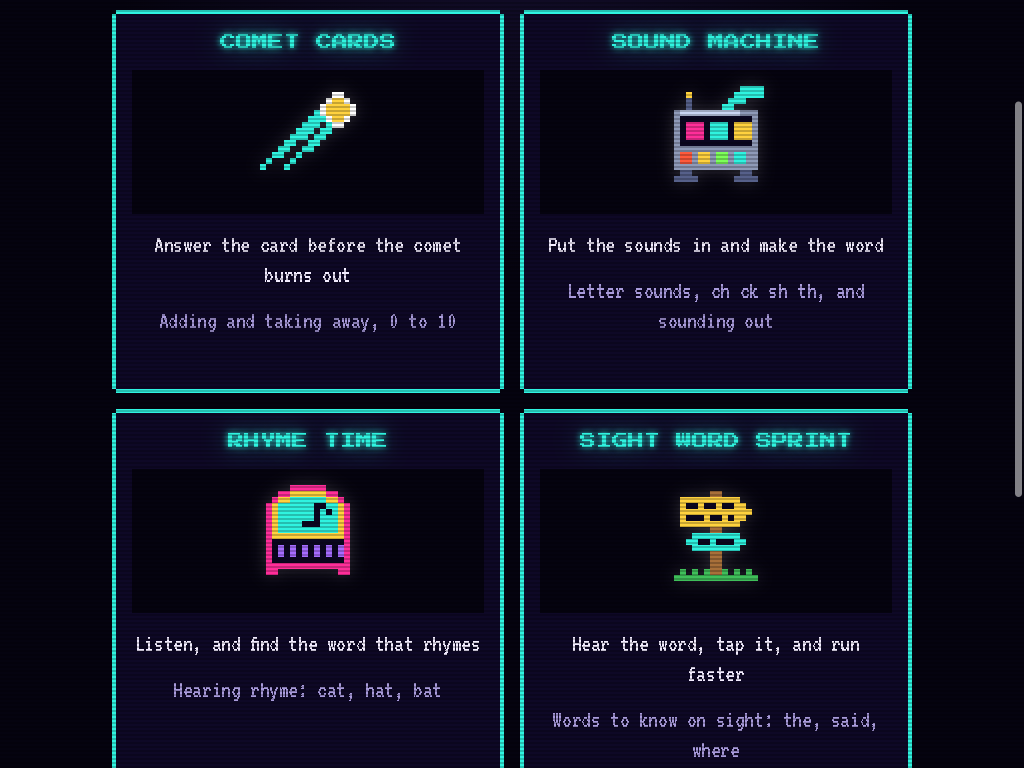 COMET CARDS
Answer the card before the comet
burns out
Adding and taking away, 0 to 10
SOUND MACHINE
Put the sounds in and make the word
Letter sounds, ch ck sh th, and
sounding out
RHYME TIME
Listen, and find the word that rhymes
Hearing rhyme: cat, hat, bat
SIGHT WORD SPRINT
Hear the word, tap it, and run
faster
Words to know on sight: the, said,
where